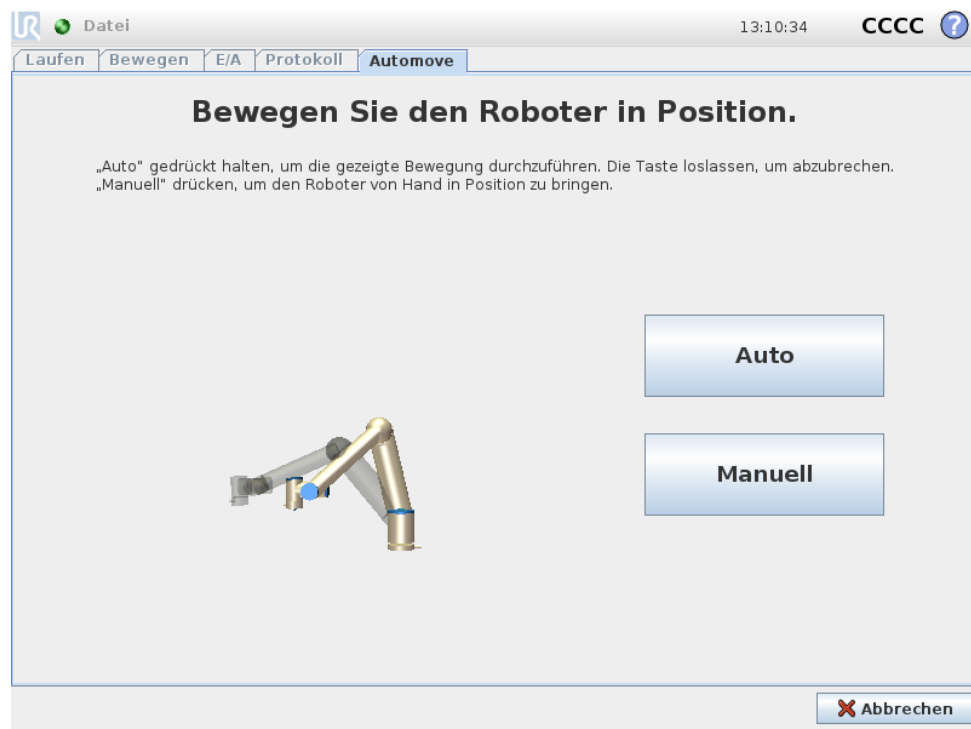 UR Datei 13:10:34 CCCC ?
Laufen Bewegen E/A Protokoll Automove
Bewegen Sie den Roboter in Position.
„Auto" gedrückt halten, um die gezeigte Bewegung durchzuführen. Die Taste loslassen, um abzubrechen.
„Manuell" drücken, um den Roboter von Hand in Position zu bringen.
Auto
Manuell
Abbrechen